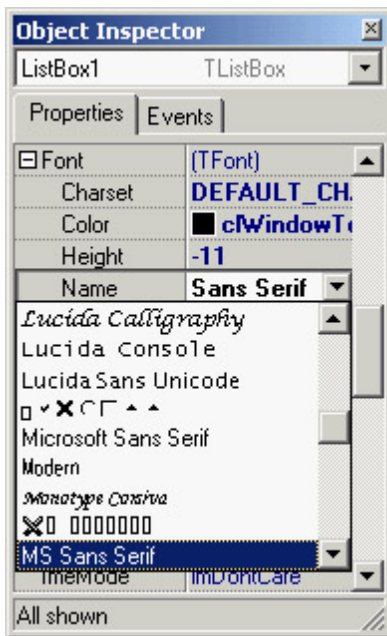 Object Inspector
ListBox1 TListBox
Properties Events
Font (TFont)
Charset DEFAULT_CH
Color clWindowTe
Height -11
Name Sans Serif
Lucida Calligraphy
Lucida Console
Lucida Sans Unicode
Microsoft Sans Serif
Modern
Monotype Corsiva
MS Sans Serif
ImeMode imDontCare
All shown